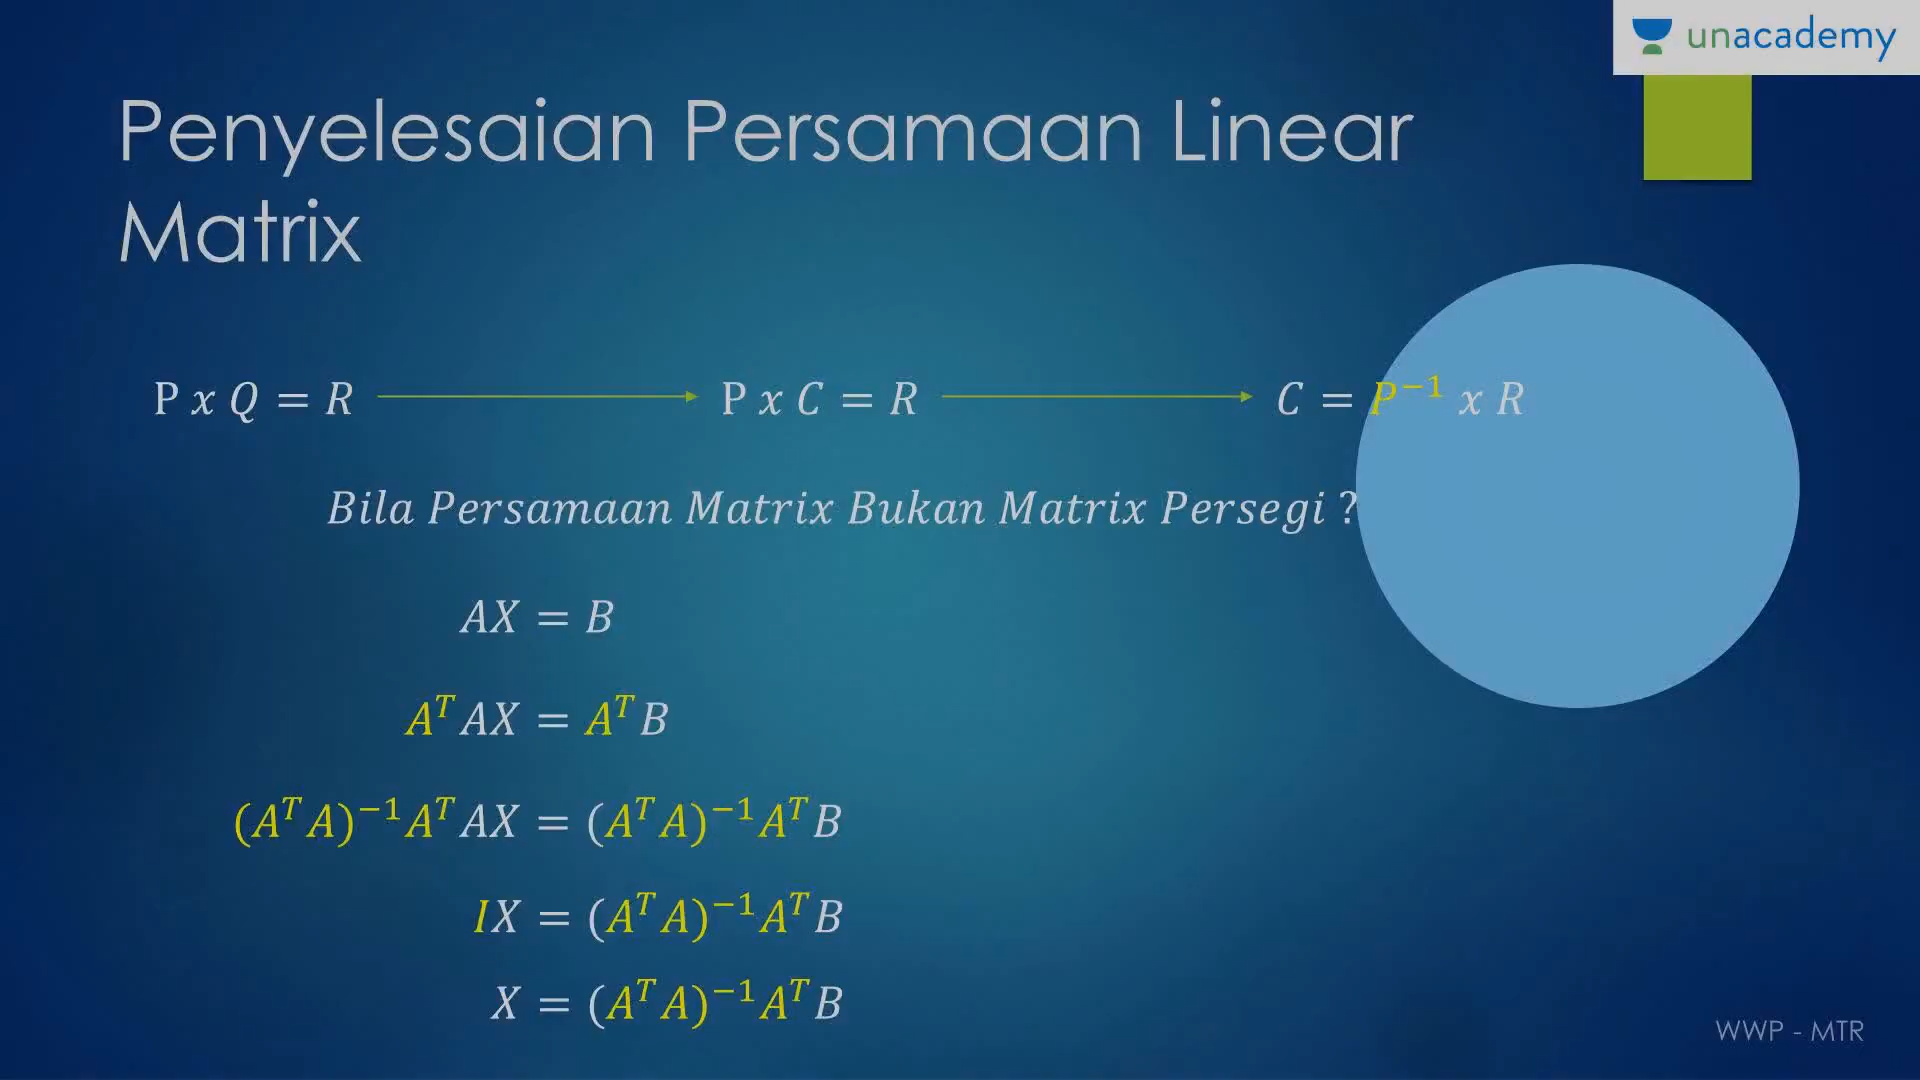 unacademy
Penyelesaian Persamaan Linear
Matrix
P x Q = R P x C = R C = P⁻¹ x R
Bila Persamaan Matrix Bukan Matrix Persegi ?
AX = B
AᵀAX = AᵀB
(AᵀA)⁻¹AᵀAX = (AᵀA)⁻¹AᵀB
IX = (AᵀA)⁻¹AᵀB
X = (AᵀA)⁻¹AᵀB
WWP - MTR